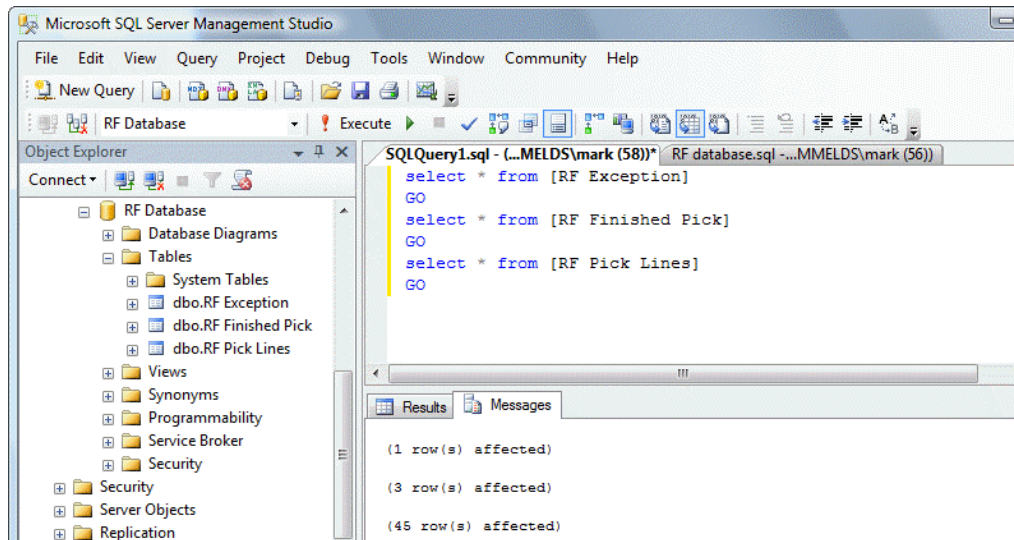 Microsoft SQL Server Management Studio
File Edit View Query Project Debug Tools Window Community Help
New Query
RF Database Execute
Object Explorer
Connect
RF Database
Database Diagrams
Tables
System Tables
dbo.RF Exception
dbo.RF Finished Pick
dbo.RF Pick Lines
Views
Synonyms
Programmability
Service Broker
Security
Security
Server Objects
Replication
SQLQuery1.sql - (...MELDS\mark (58))* RF database.sql -...MMELDS\mark (56))
select * from [RF Exception]
GO
select * from [RF Finished Pick]
GO
select * from [RF Pick Lines]
GO
Results Messages
(1 row(s) affected)
(3 row(s) affected)
(45 row(s) affected)